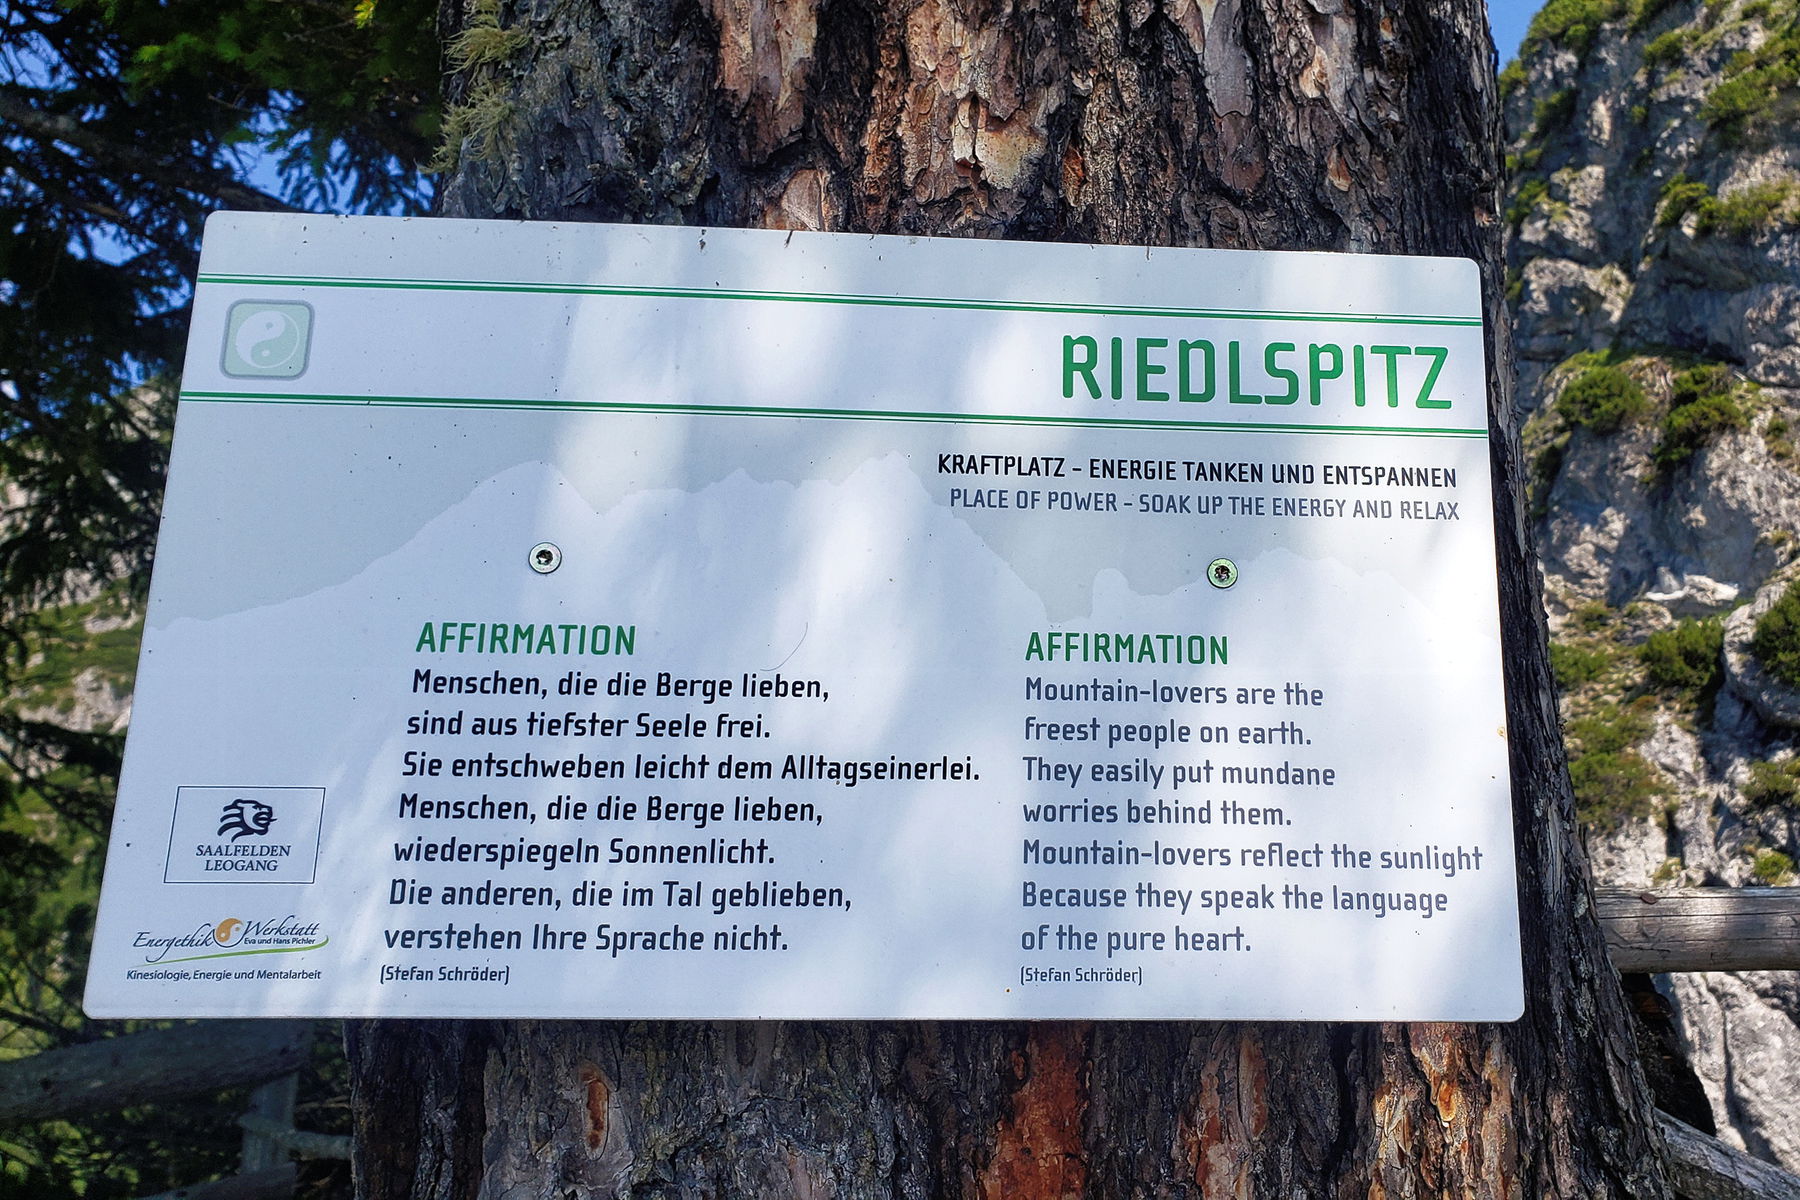 RIEDLSPITZ
KRAFTPLATZ - ENERGIE TANKEN UND ENTSPANNEN
PLACE OF POWER - SOAK UP THE ENERGY AND RELAX
AFFIRMATION
Menschen, die die Berge lieben,
sind aus tiefster Seele frei.
Sie entschweben leicht dem Alltagseinerlei.
Menschen, die die Berge lieben,
wiederspiegeln Sonnenlicht.
Die anderen, die im Tal geblieben,
verstehen Ihre Sprache nicht.
(Stefan Schröder)
AFFIRMATION
Mountain-lovers are the
freest people on earth.
They easily put mundane
worries behind them.
Mountain-lovers reflect the sunlight
Because they speak the language
of the pure heart.
(Stefan Schröder)
SAALFELDEN
LEOGANG
Energethik Werkstatt
Eva und Hans Pichler
Kinesiologie, Energie und Mentalarbeit